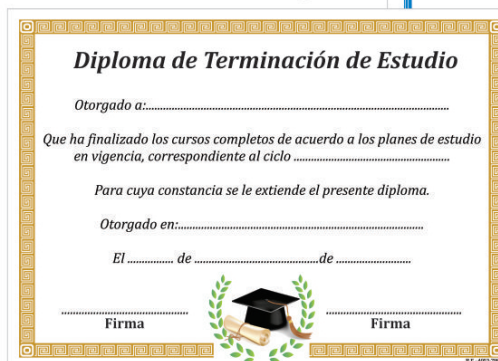 Diploma de Terminación de Estudio
Otorgado a:..........................................................................................................
Que ha finalizado los cursos completos de acuerdo a los planes de estudio
en vigencia, correspondiente al ciclo ......................................................
Para cuya constancia se le extiende el presente diploma.
Otorgado en:......................................................................................
El ................ de ............................................de ..........................
............................................ ...............................................
Firma Firma